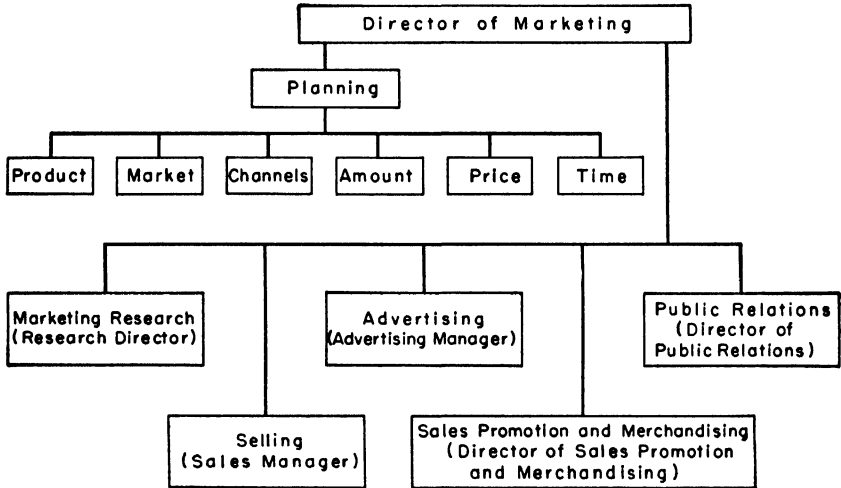 Director of Marketing
Planning
Product
Market
Channels
Amount
Price
Time
Marketing Research
(Research Director)
Advertising
(Advertising Manager)
Public Relations
(Director of
Public Relations)
Selling
(Sales Manager)
Sales Promotion and Merchandising
(Director of Sales Promotion
and Merchandising)